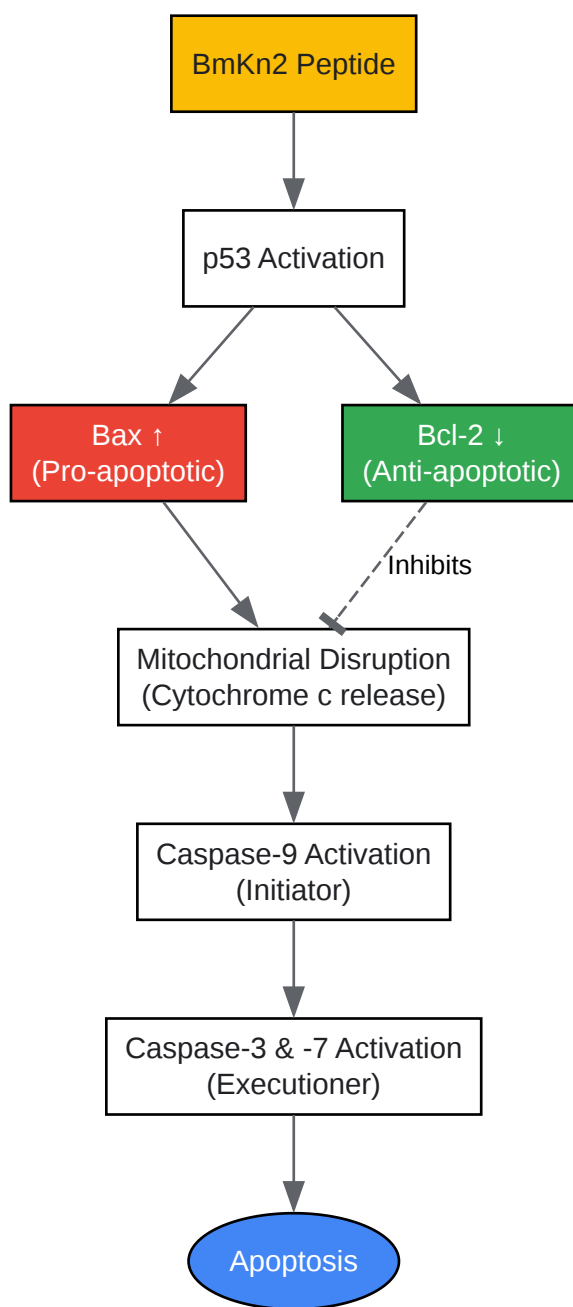 BmKn2 Peptide
p53 Activation
Bax ↑
(Pro-apoptotic)
Bcl-2 ↓
(Anti-apoptotic)
Inhibits
Mitochondrial Disruption
(Cytochrome c release)
Caspase-9 Activation
(Initiator)
Caspase-3 & -7 Activation
(Executioner)
Apoptosis